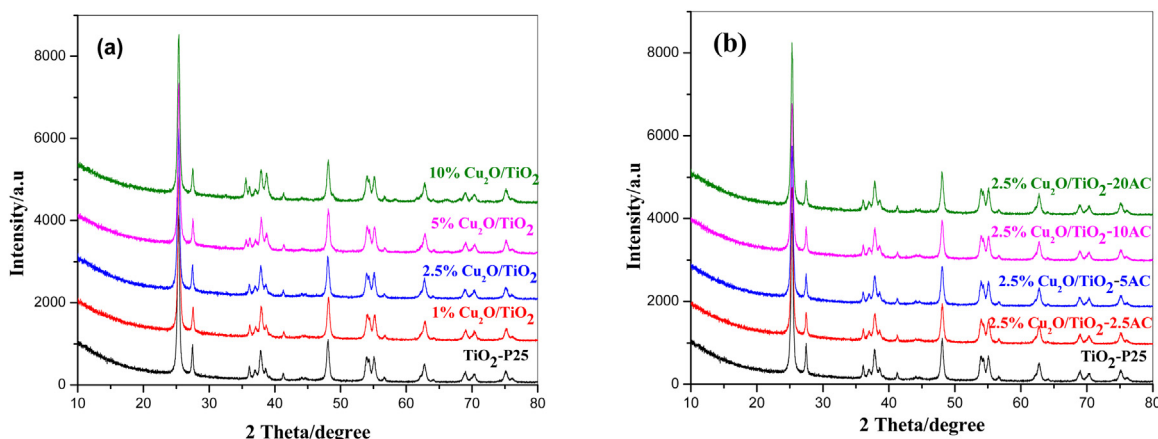 (a)
Intensity/a.u
8000
6000
4000
2000
0
10% Cu₂O/TiO₂
5% Cu₂O/TiO₂
2.5% Cu₂O/TiO₂
1% Cu₂O/TiO₂
TiO₂-P25
10 20 30 40 50 60 70 80
2 Theta/degree
(b)
Intensity/a.u
8000
6000
4000
2000
0
2.5% Cu₂O/TiO₂-20AC
2.5% Cu₂O/TiO₂-10AC
2.5% Cu₂O/TiO₂-5AC
2.5% Cu₂O/TiO₂-2.5AC
TiO₂-P25
10 20 30 40 50 60 70 80
2 Theta/degree